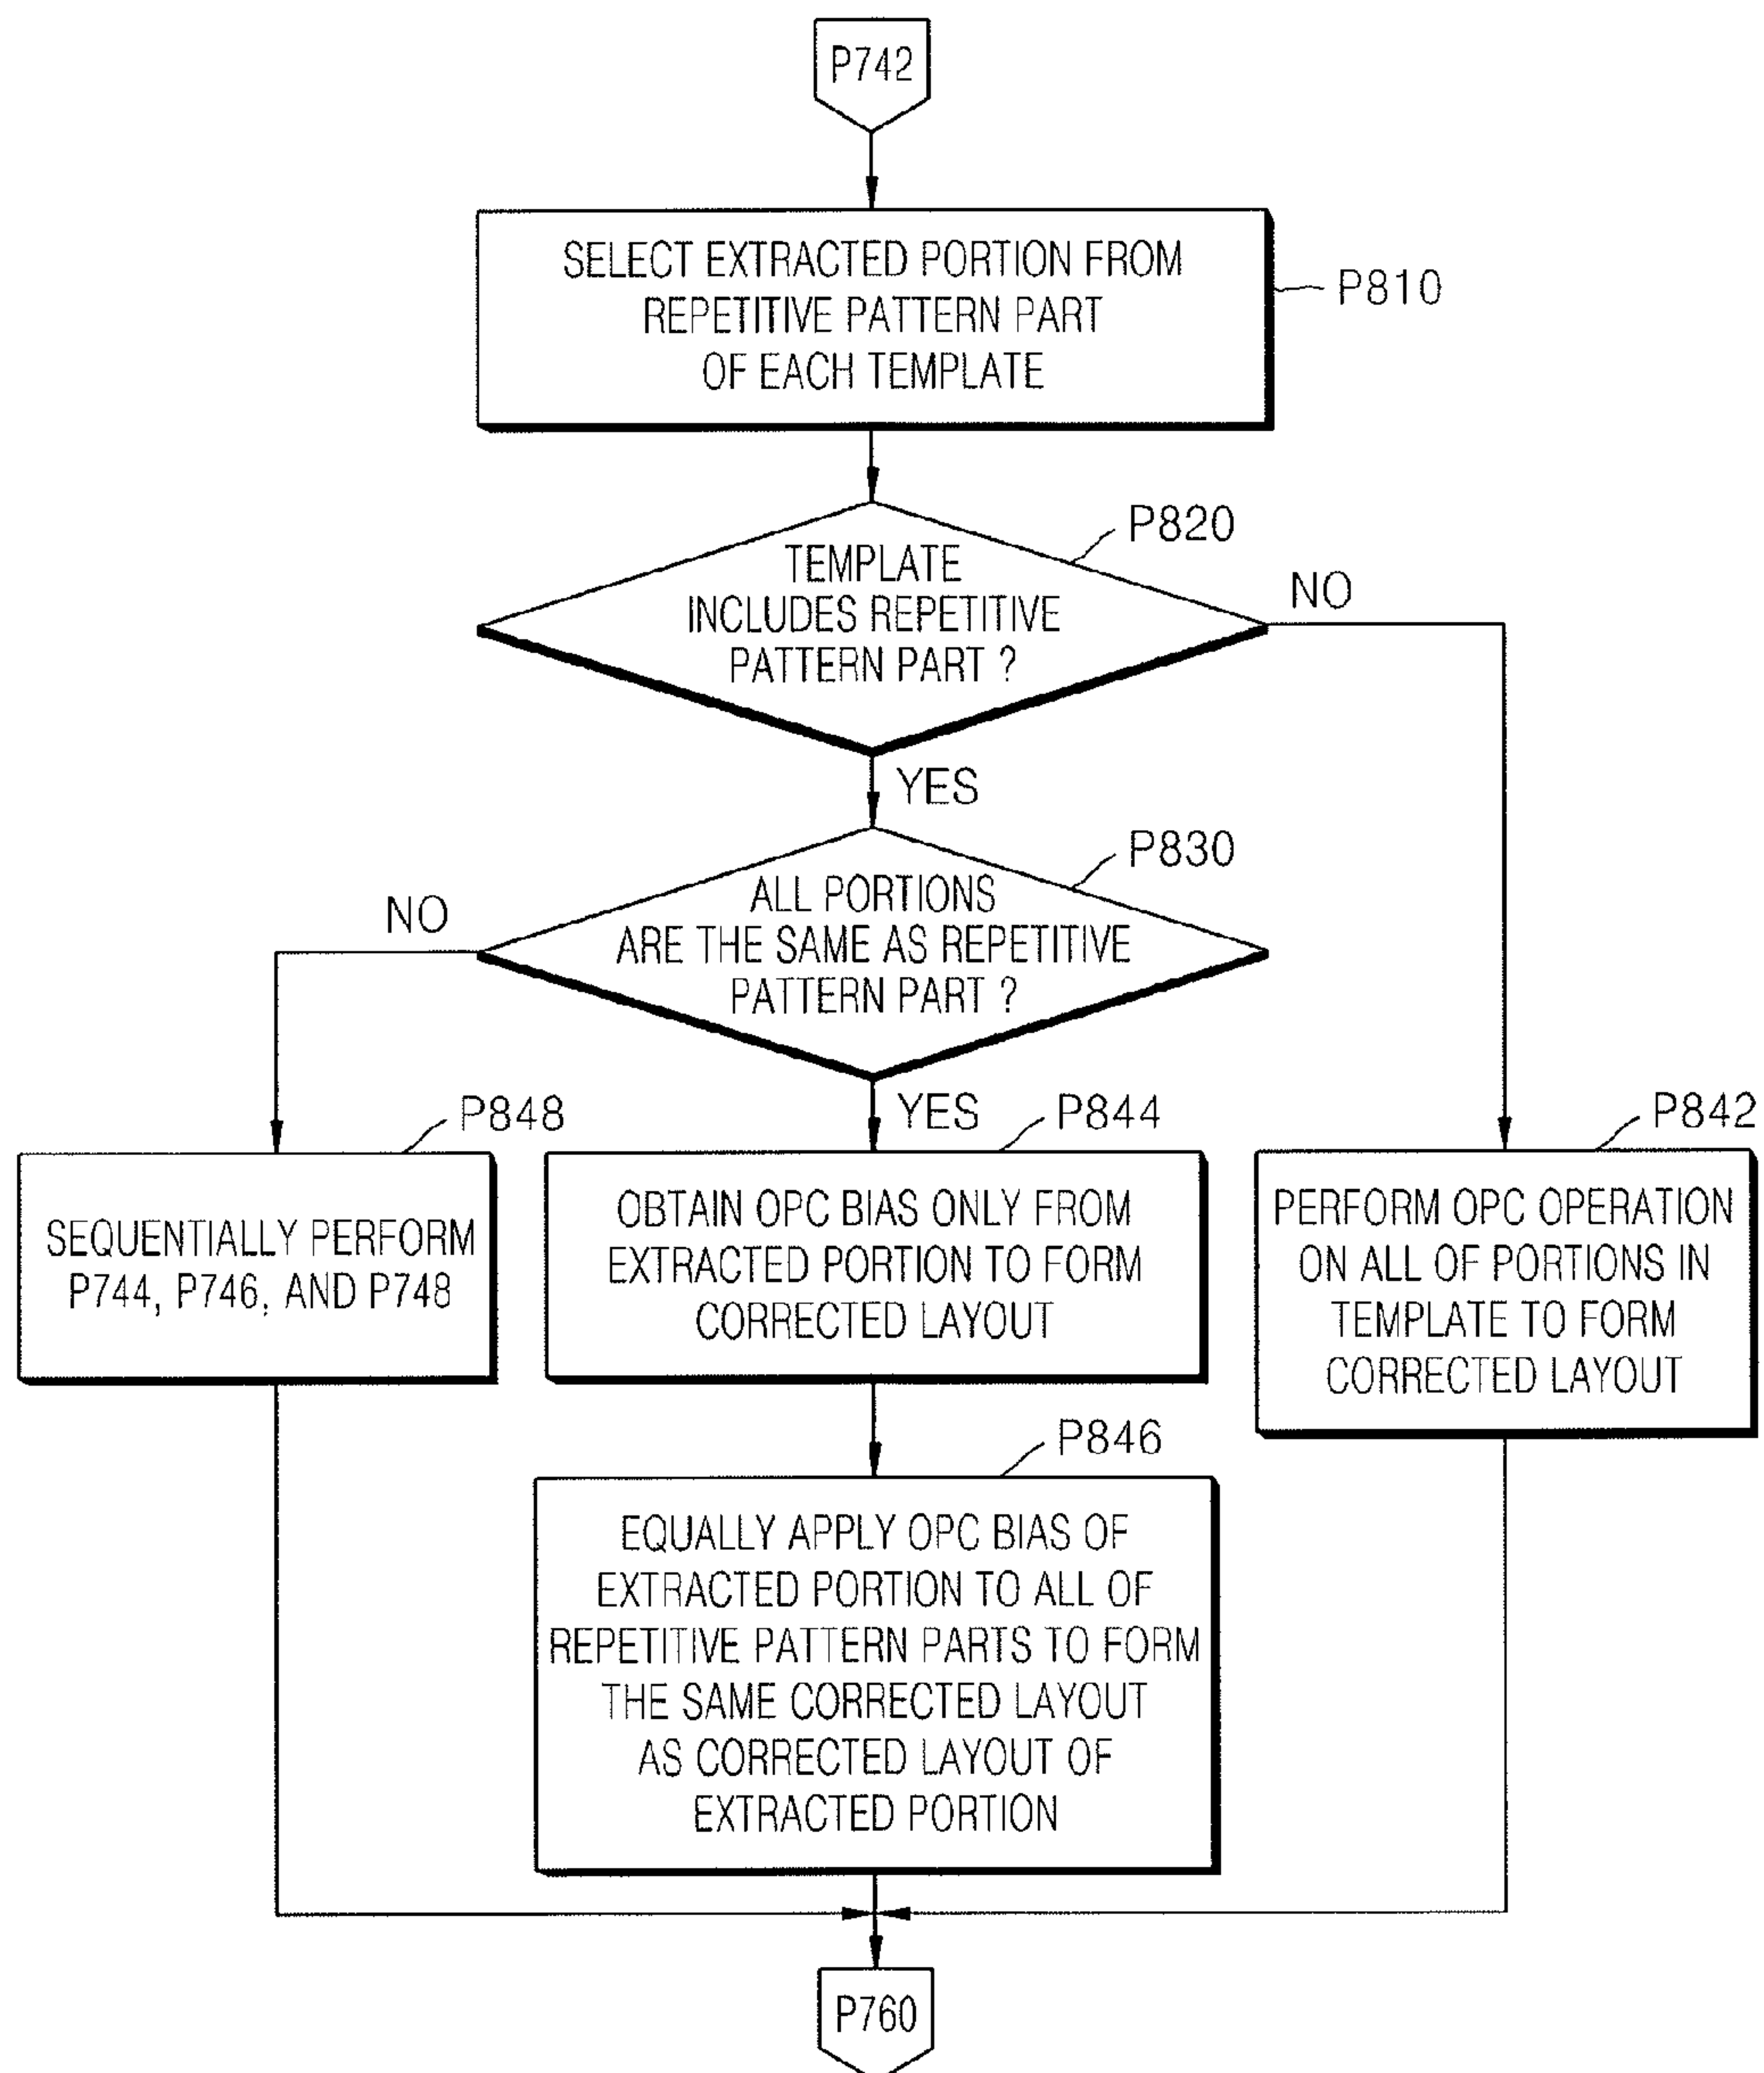 P742
SELECT EXTRACTED PORTION FROM
REPETITIVE PATTERN PART
OF EACH TEMPLATE
P810
P820
TEMPLATE
INCLUDES REPETITIVE
PATTERN PART ?
NO
YES
P830
ALL PORTIONS
ARE THE SAME AS REPETITIVE
PATTERN PART ?
NO
YES
P848
SEQUENTIALLY PERFORM
P744, P746, AND P748
P844
OBTAIN OPC BIAS ONLY FROM
EXTRACTED PORTION TO FORM
CORRECTED LAYOUT
P842
PERFORM OPC OPERATION
ON ALL OF PORTIONS IN
TEMPLATE TO FORM
CORRECTED LAYOUT
P846
EQUALLY APPLY OPC BIAS OF
EXTRACTED PORTION TO ALL OF
REPETITIVE PATTERN PARTS TO FORM
THE SAME CORRECTED LAYOUT
AS CORRECTED LAYOUT OF
EXTRACTED PORTION
P760